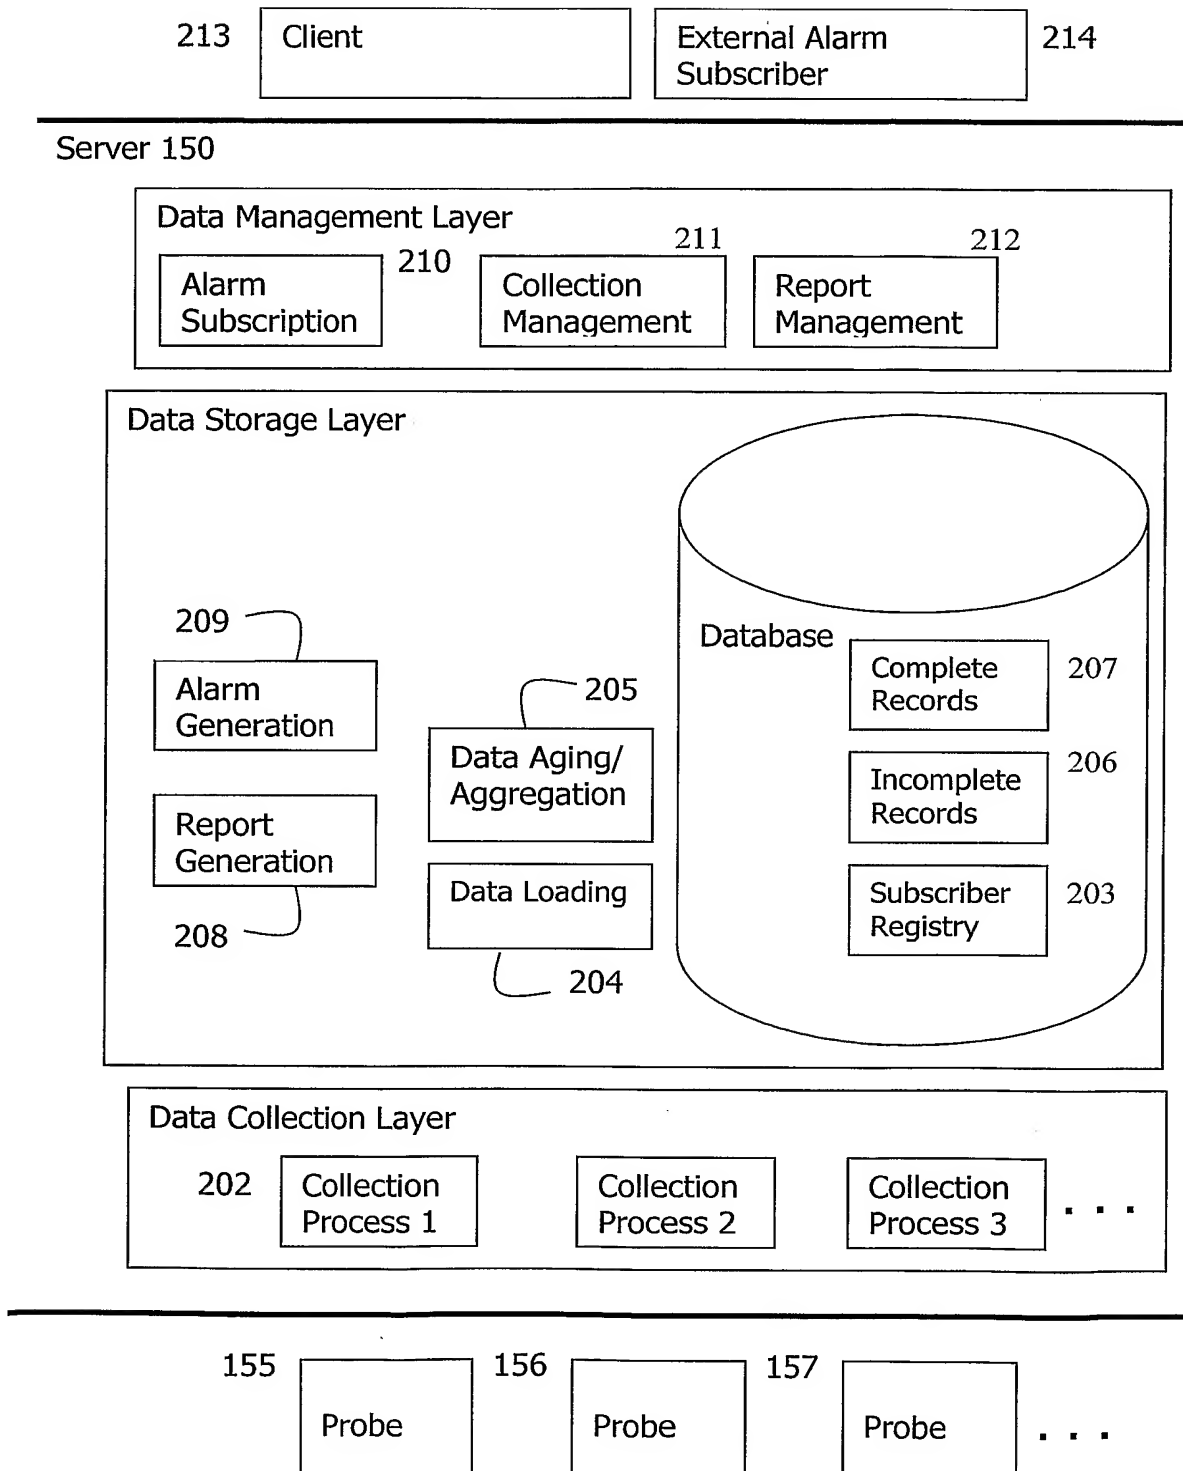 213
Client
External Alarm
Subscriber
214
Server 150
Data Management Layer
210
211
212
Alarm
Subscription
Collection
Management
Report
Management
Data Storage Layer
209
Alarm
Generation
Report
Generation
208
205
Data Aging/
Aggregation
Data Loading
204
Database
Complete
Records
207
Incomplete
Records
206
Subscriber
Registry
203
Data Collection Layer
202
Collection
Process 1
Collection
Process 2
Collection
Process 3
. . .
155
Probe
156
Probe
157
Probe
. . .